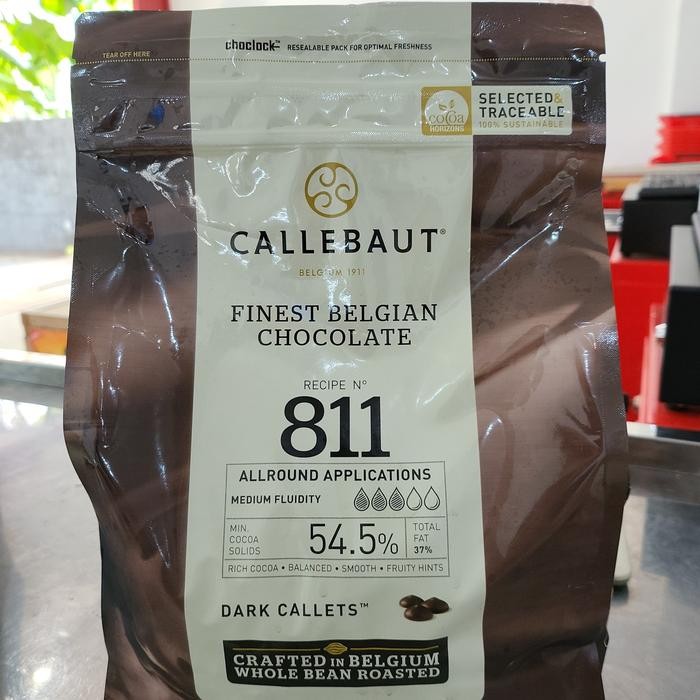 TEAR OFF HERE
choclock™ RESEALABLE PACK FOR OPTIMAL FRESHNESS
cocoa
HORIZONS
SELECTED&
TRACEABLE
100% SUSTAINABLE
CALLEBAUT®
BELGIUM 1911
FINEST BELGIAN
CHOCOLATE
RECIPE N°
811
ALLROUND APPLICATIONS
MEDIUM FLUIDITY
MIN.
COCOA
SOLIDS
54.5%
TOTAL
FAT
37%
RICH COCOA • BALANCED • SMOOTH • FRUITY HINTS
DARK CALLETS™
CRAFTED IN BELGIUM
WHOLE BEAN ROASTED